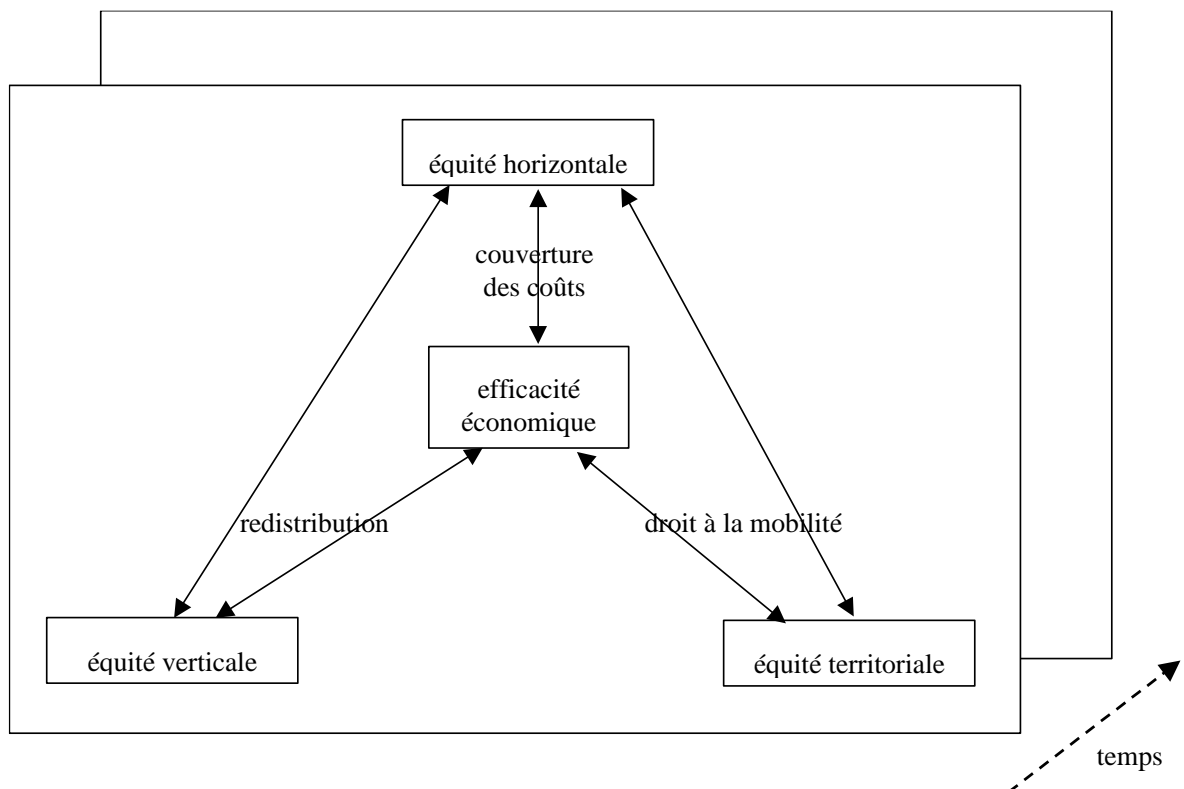 équité horizontale
couverture
des coûts
efficacité
économique
redistribution
droit à la mobilité
équité verticale
équité territoriale
temps